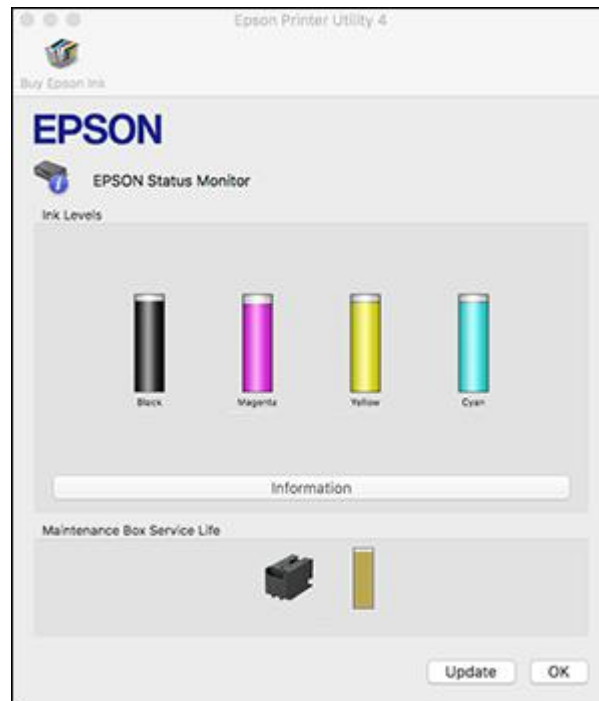 Epson Printer Utility 4
Buy Epson Ink
EPSON
EPSON Status Monitor
Ink Levels
Black
Magenta
Yellow
Cyan
Information
Maintenance Box Service Life
Update
OK